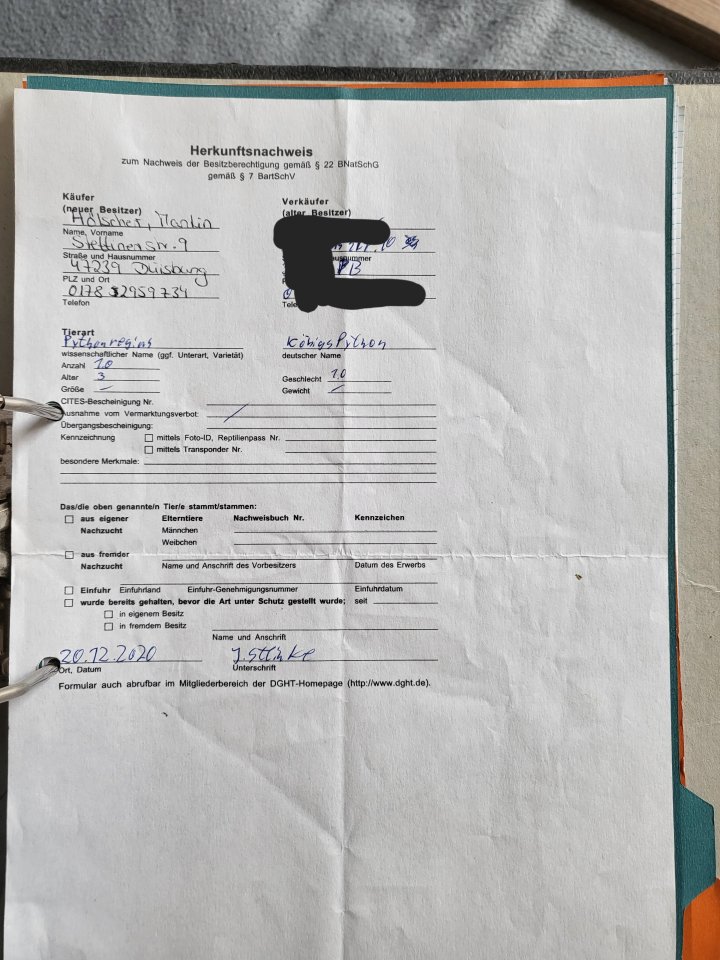 Herkunftsnachweis
zum Nachweis der Besitzberechtigung gemäß § 22 BNatSchG
gemäß § 7 BartSchV
Käufer
(neuer Besitzer)
Hölscher, Martin
Name, Vorname
Stettinerstr. 9
Straße und Hausnummer
47239 Duisburg
PLZ und Ort
0178 32959734
Telefon
Verkäufer
(alter Besitzer)
Tierart
Pythonregius
wissenschaftlicher Name (ggf. Unterart, Varietät)
KönigsPython
deutscher Name
Anzahl 1.0
Alter 3
Geschlecht 1.0
Größe –
Gewicht –
CITES-Bescheinigung Nr.
Ausnahme vom Vermarktungsverbot:
Übergangsbescheinigung:
Kennzeichnung mittels Foto-ID, Reptilienpass Nr.
mittels Transponder Nr.
besondere Merkmale:
Das/die oben genannte/n Tier/e stammt/stammen:
aus eigener Elterntiere Nachweisbuch Nr. Kennzeichen
Nachzucht Männchen
Weibchen
aus fremder
Nachzucht Name und Anschrift des Vorbesitzers Datum des Erwerbs
Einfuhr Einfuhrland Einfuhr-Genehmigungsnummer Einfuhrdatum
wurde bereits gehalten, bevor die Art unter Schutz gestellt wurde; seit
in eigenem Besitz
in fremdem Besitz
Name und Anschrift
20.12.2020
Ort, Datum
Unterschrift
Formular auch abrufbar im Mitgliederbereich der DGHT-Homepage (http://www.dght.de).